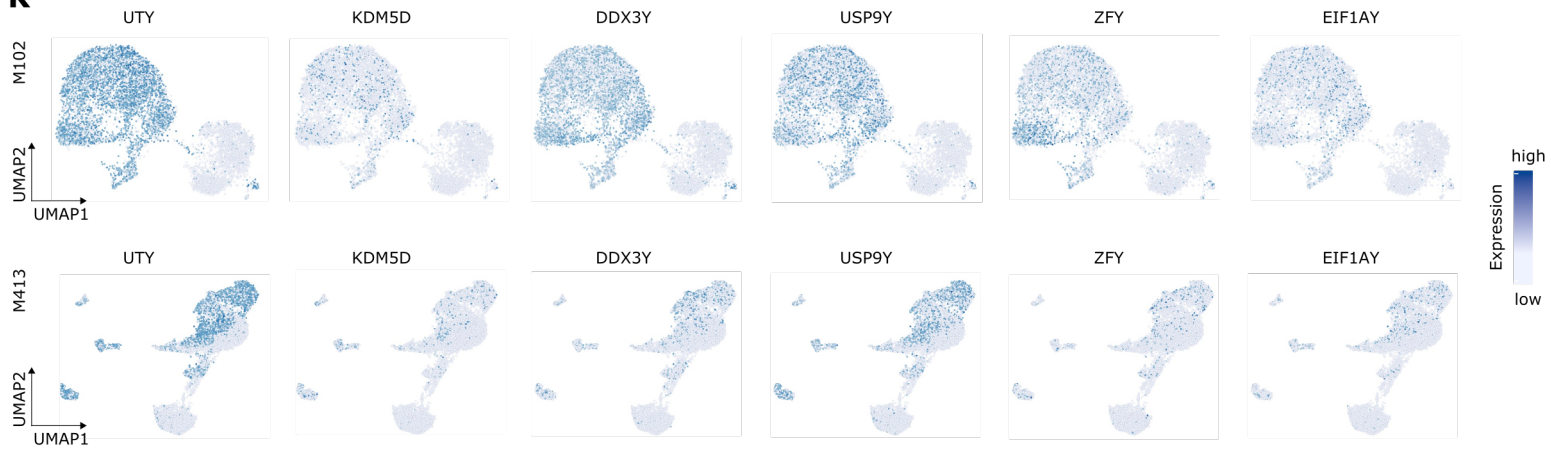 UTY KDM5D DDX3Y USP9Y ZFY EIF1AY
M102
UMAP2
UMAP1
high
Expression
low
UTY KDM5D DDX3Y USP9Y ZFY EIF1AY
M413
UMAP2
UMAP1